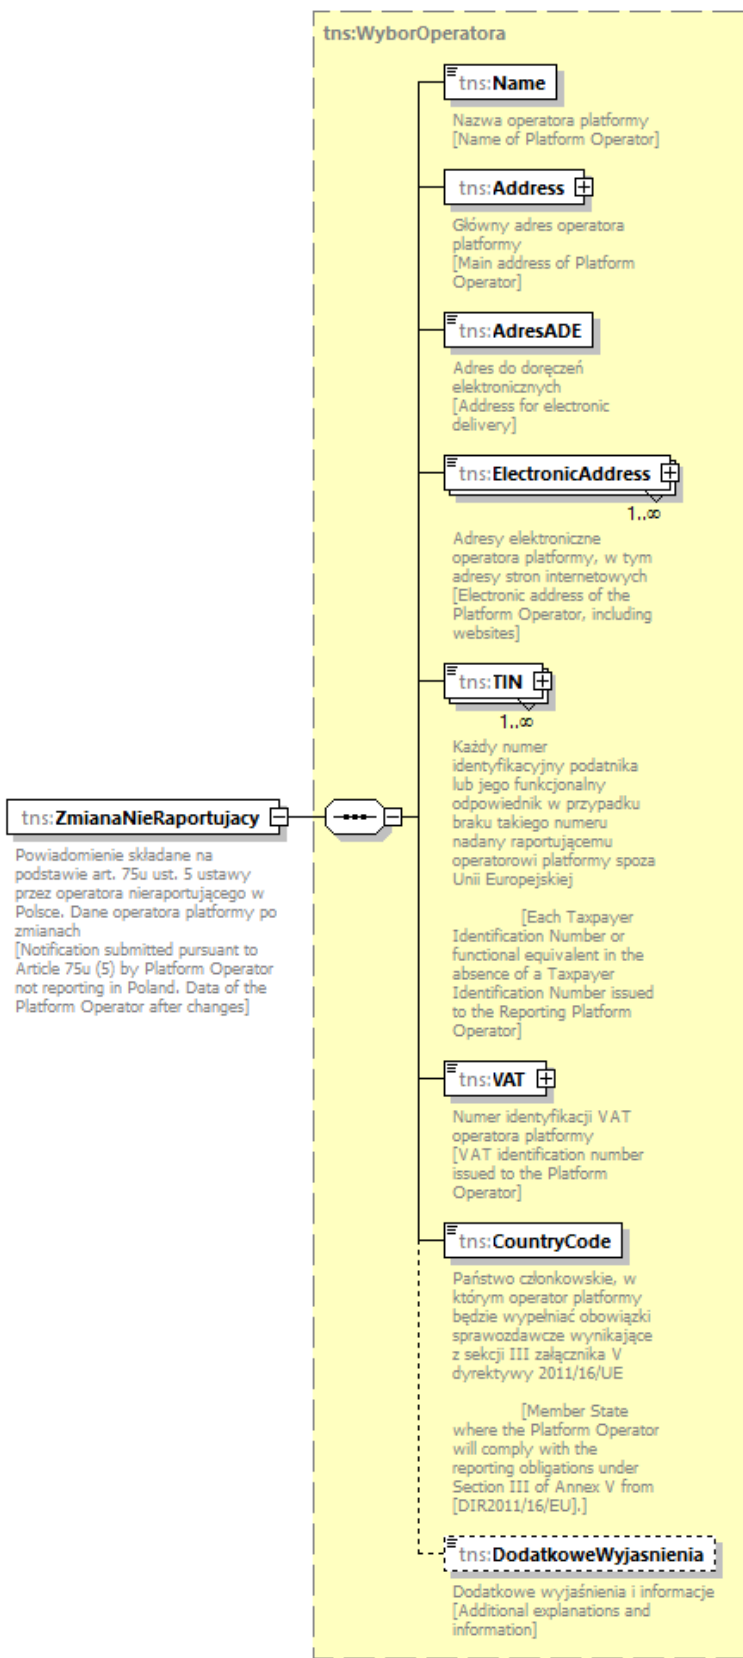 tns:WyborOperatora
tns:Name
Nazwa operatora platformy
[Name of Platform Operator]
tns:Address
Główny adres operatora
platformy
[Main address of Platform
Operator]
tns:AdresADE
Adres do doręczeń
elektronicznych
[Address for electronic
delivery]
tns:ElectronicAddress
1..∞
Adresy elektroniczne
operatora platformy, w tym
adresy stron internetowych
[Electronic address of the
Platform Operator, including
websites]
tns:TIN
1..∞
Każdy numer
identyfikacyjny podatnika
lub jego funkcjonalny
odpowiednik w przypadku
braku takiego numeru
nadany raportującemu
operatorowi platformy spoza
Unii Europejskiej
[Each Taxpayer
Identification Number or
functional equivalent in the
absence of a Taxpayer
Identification Number issued
to the Reporting Platform
Operator]
tns:ZmianaNieRaportujacy
Powiadomienie składane na
podstawie art. 75u ust. 5 ustawy
przez operatora nieraportującego w
Polsce. Dane operatora platformy po
zmianach
[Notification submitted pursuant to
Article 75u (5) by Platform Operator
not reporting in Poland. Data of the
Platform Operator after changes]
tns:VAT
Numer identyfikacji VAT
operatora platformy
[VAT identification number
issued to the Platform
Operator]
tns:CountryCode
Państwo członkowskie, w
którym operator platformy
będzie wypełniać obowiązki
sprawozdawcze wynikające
z sekcji III załącznika V
dyrektywy 2011/16/UE
[Member State
where the Platform Operator
will comply with the
reporting obligations under
Section III of Annex V from
[DIR2011/16/EU].]
tns:DodatkoweWyjasnienia
Dodatkowe wyjaśnienia i informacje
[Additional explanations and
information]